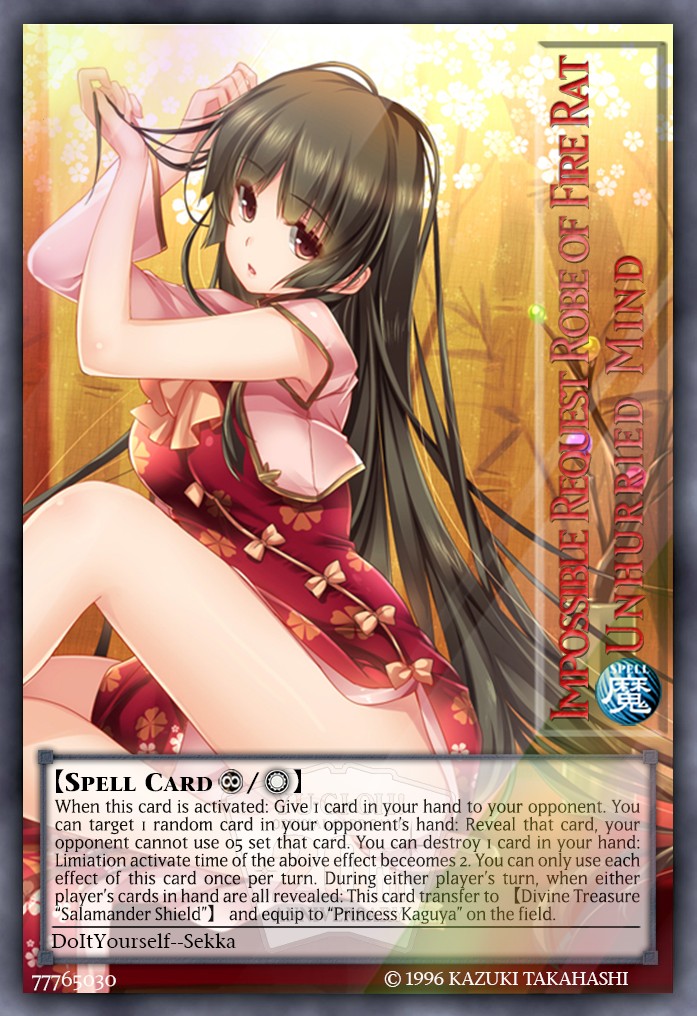 IMPOSSIBLE REQUEST ROBE OF FIRE RAT
UNHURRIED MIND
SPELL
魔
【SPELL CARD / 】
When this card is activated: Give 1 card in your hand to your opponent. You
can target 1 random card in your opponent's hand: Reveal that card, your
opponent cannot use o5 set that card. You can destroy 1 card in your hand:
Limiation activate time of the aboive effect beceomes 2. You can only use each
effect of this card once per turn. During either player's turn, when either
player's cards in hand are all revealed: This card transfer to 【Divine Treasure
"Salamander Shield"】 and equip to "Princess Kaguya" on the field.
DoItYourself--Sekka
77765030
© 1996 KAZUKI TAKAHASHI